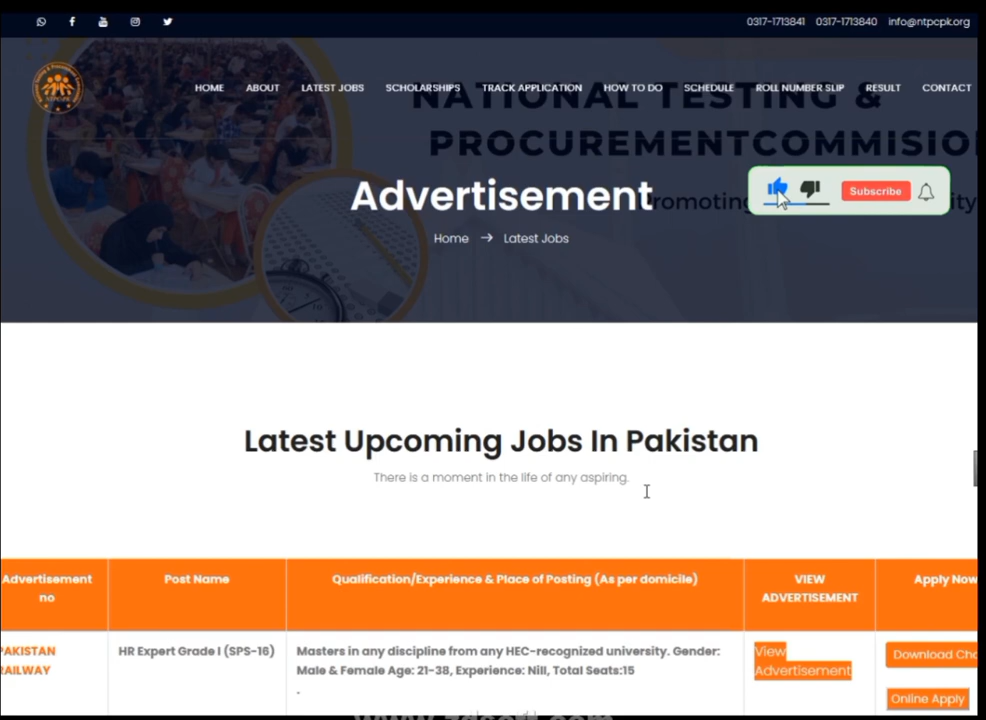 0317-1713841 0317-1713840 info@ntpcpk.org
HOME ABOUT LATEST JOBS SCHOLARSHIPS TRACK APPLICATION HOW TO DO SCHEDULE ROLL NUMBER SLIP RESULT CONTACT
NATIONAL TESTING &
PROCUREMENTCOMMISIO
Advertisement
Subscribe
Home → Latest Jobs
Latest Upcoming Jobs In Pakistan
There is a moment in the life of any aspiring.
Advertisement no
Post Name
Qualification/Experience & Place of Posting (As per domicile)
VIEW
ADVERTISEMENT
Apply Now
AKISTAN
AILWAY
HR Expert Grade I (SPS-16)
Masters in any discipline from any HEC-recognized university. Gender:
Male & Female Age: 21-38, Experience: Nill, Total Seats:15
.
View
Advertisement
Download Cha
Online Apply